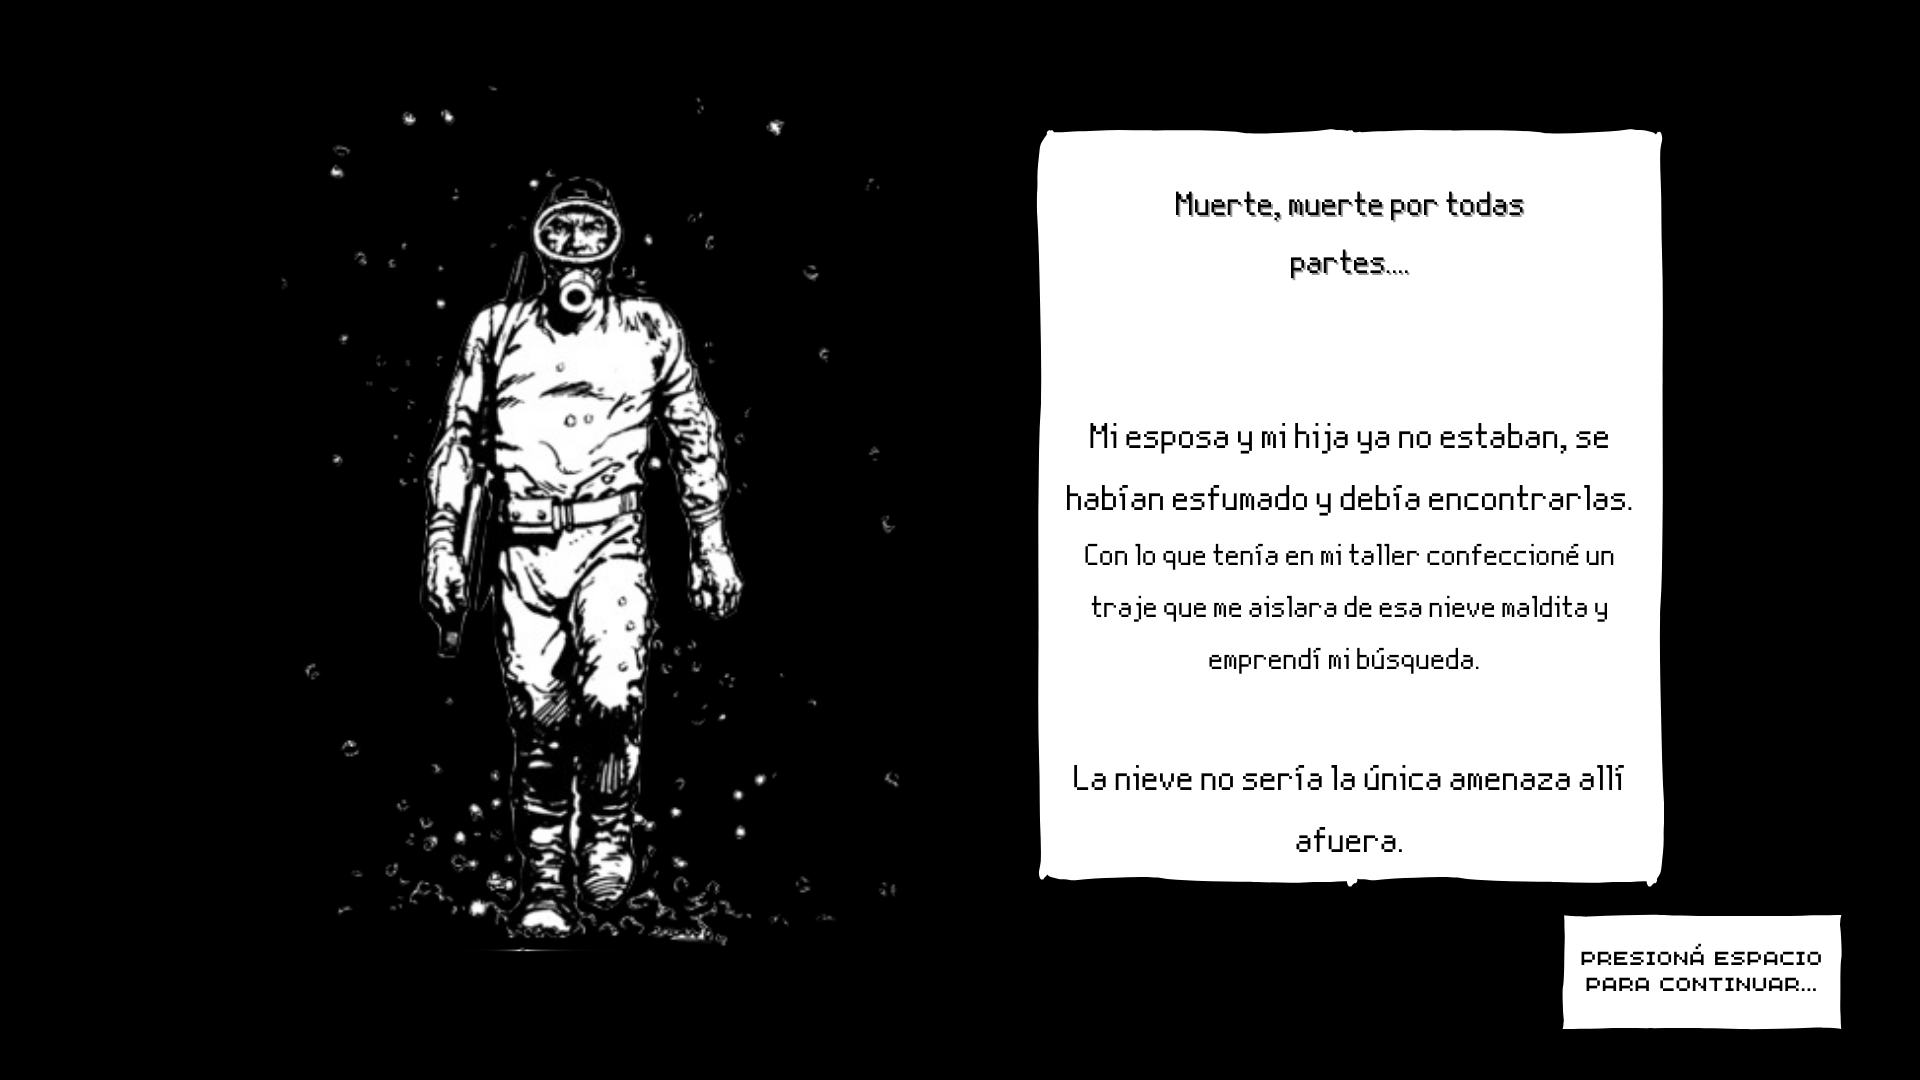 Muerte, muerte por todas
partes....
Mi esposa y mi hija ya no estaban, se
habían esfumado y debía encontrarlas.
Con lo que tenía en mi taller confeccioné un
traje que me aislara de esa nieve maldita y
emprendí mi búsqueda.
La nieve no sería la única amenaza allí
afuera.
PRESIONÁ ESPACIO
PARA CONTINUAR...